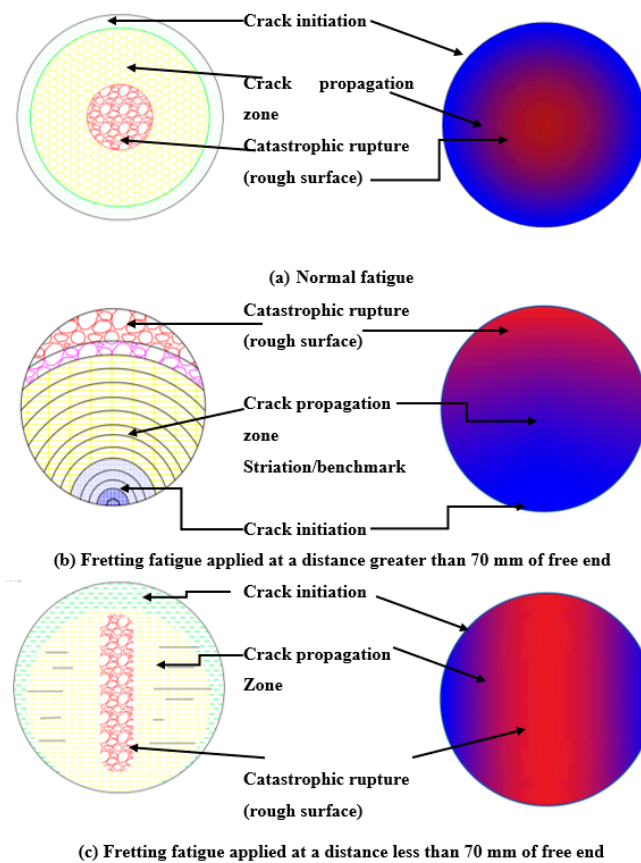 Crack initiation
Crack propagation
zone
Catastrophic rupture
(rough surface)
(a) Normal fatigue
Catastrophic rupture
(rough surface)
Crack propagation
zone
Striation/benchmark
Crack initiation
(b) Fretting fatigue applied at a distance greater than 70 mm of free end
Crack initiation
Crack propagation
Zone
Catastrophic rupture
(rough surface)
(c) Fretting fatigue applied at a distance less than 70 mm of free end